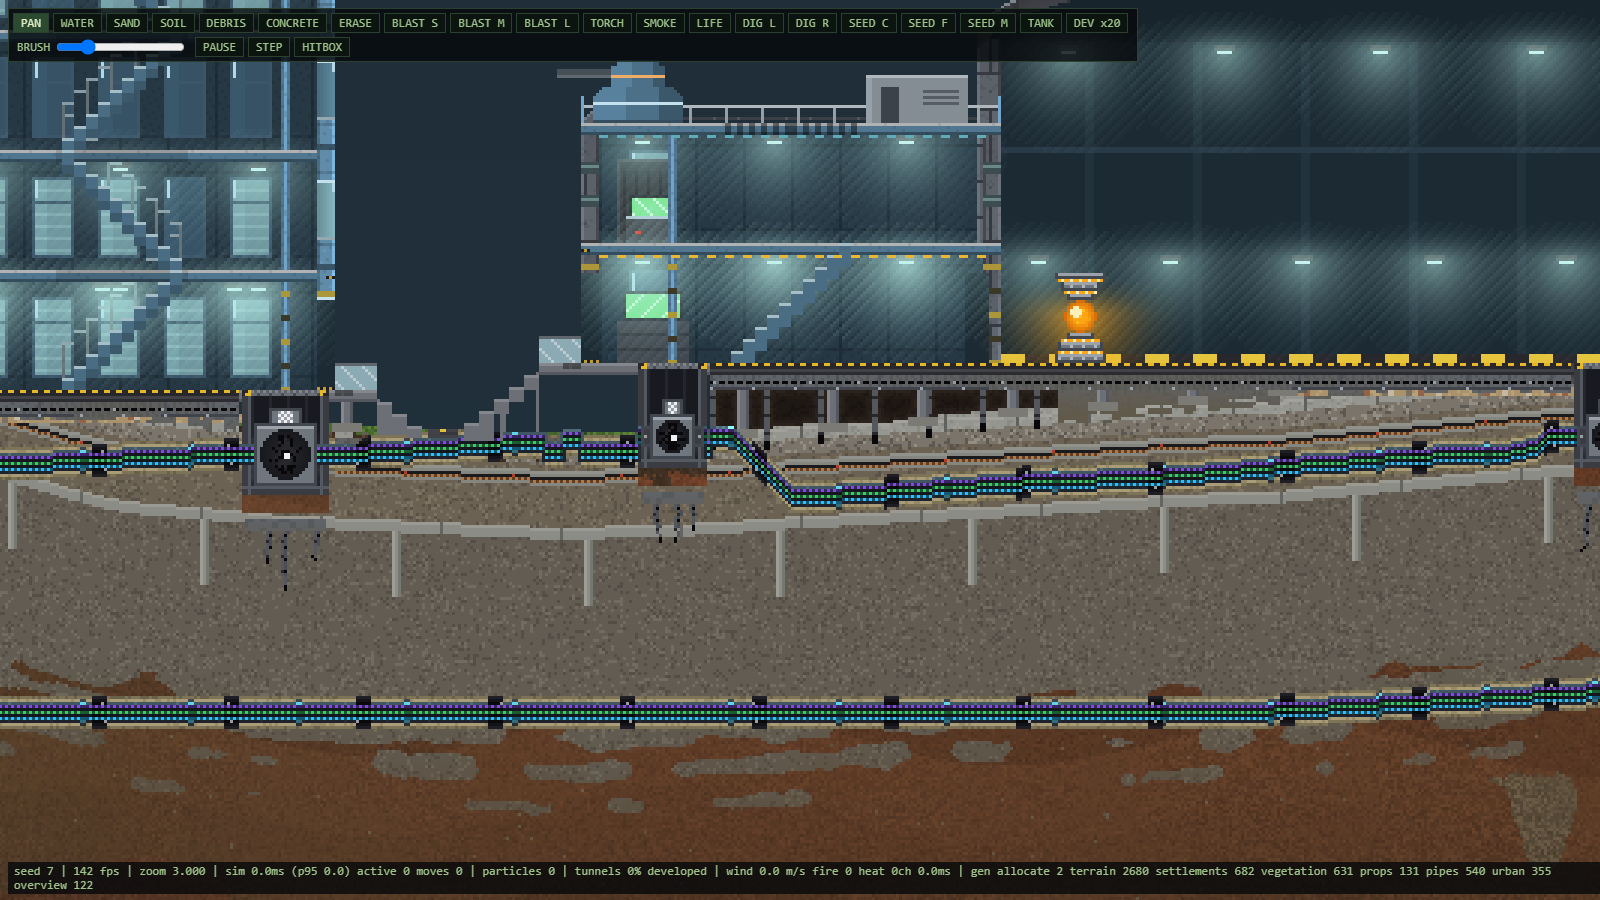 PAN WATER SAND SOIL DEBRIS CONCRETE ERASE BLAST S BLAST M BLAST L TORCH SMOKE LIFE DIG L DIG R SEED C SEED F SEED M TANK DEV x20
BRUSH PAUSE STEP HITBOX
seed 7 | 142 fps | zoom 3.000 | sim 0.0ms (p95 0.0) active 0 moves 0 | particles 0 | tunnels 0% developed | wind 0.0 m/s fire 0 heat 0ch 0.0ms | gen allocate 2 terrain 2680 settlements 682 vegetation 631 props 131 pipes 540 urban 355
overview 122